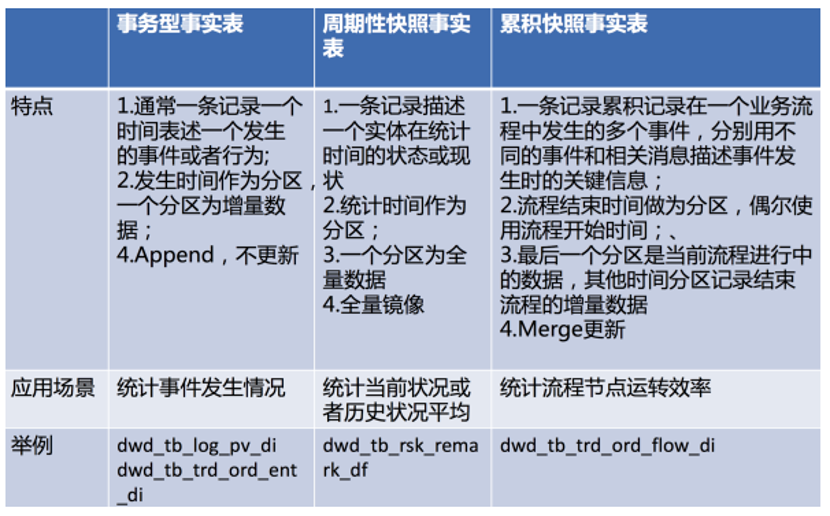 事务型事实表
周期性快照事实
表
累积快照事实表
特点
1.通常一条记录一个
时间表述一个发生
的事件或者行为;
2.发生时间作为分区，
一个分区为增量数
据；
4.Append，不更新
1.一条记录描述
一个实体在统计
时间的状态或现
状
2.统计时间作为
分区；
3.一个分区为全
量数据
4.全量镜像
1.一条记录累积记录在一个业务流
程中发生的多个事件，分别用不
同的事件和相关消息描述事件发
生时的关键信息；
2.流程结束时间做为分区，偶尔使
用流程开始时间；、
3.最后一个分区是当前流程进行中
的数据，其他时间分区记录结束
流程的增量数据
4.Merge更新
应用场景
统计事件发生情况
统计当前状况或
者历史状况平均
统计流程节点运转效率
举例
dwd_tb_log_pv_di
dwd_tb_trd_ord_ent
_di
dwd_tb_rsk_rema
rk_df
dwd_tb_trd_ord_flow_di